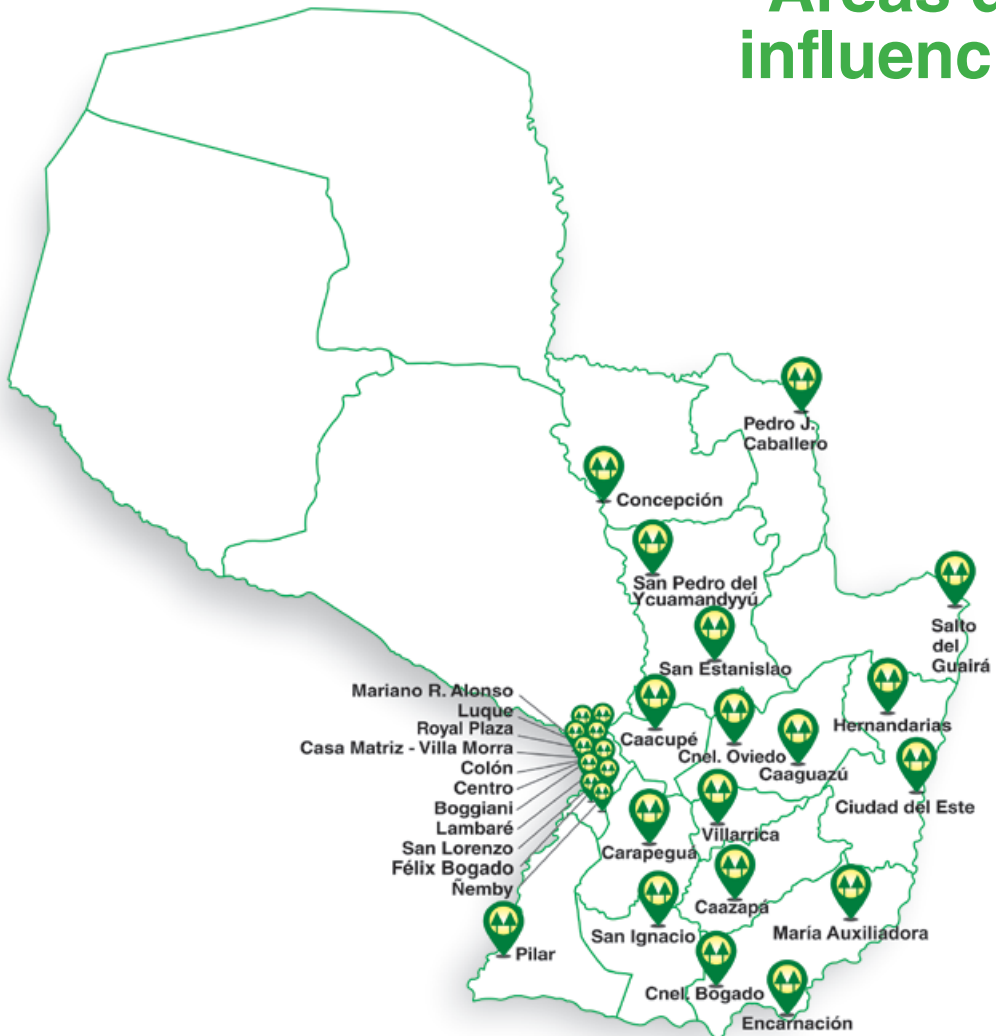 influenc
Pedro J.
Caballero
Concepción
San Pedro del
Ycuamandyyú
Salto
del
Guairá
San Estanislao
Mariano R. Alonso
Luque
Royal Plaza
Casa Matriz - Villa Morra
Colón
Centro
Boggiani
Lambaré
San Lorenzo
Félix Bogado
Ñemby
Caacupé
Cnel. Oviedo
Caaguazú
Hernandarias
Ciudad del Este
Carapeguá
Villarrica
Caazapá
María Auxiliadora
San Ignacio
Pilar
Cnel. Bogado
Encarnación